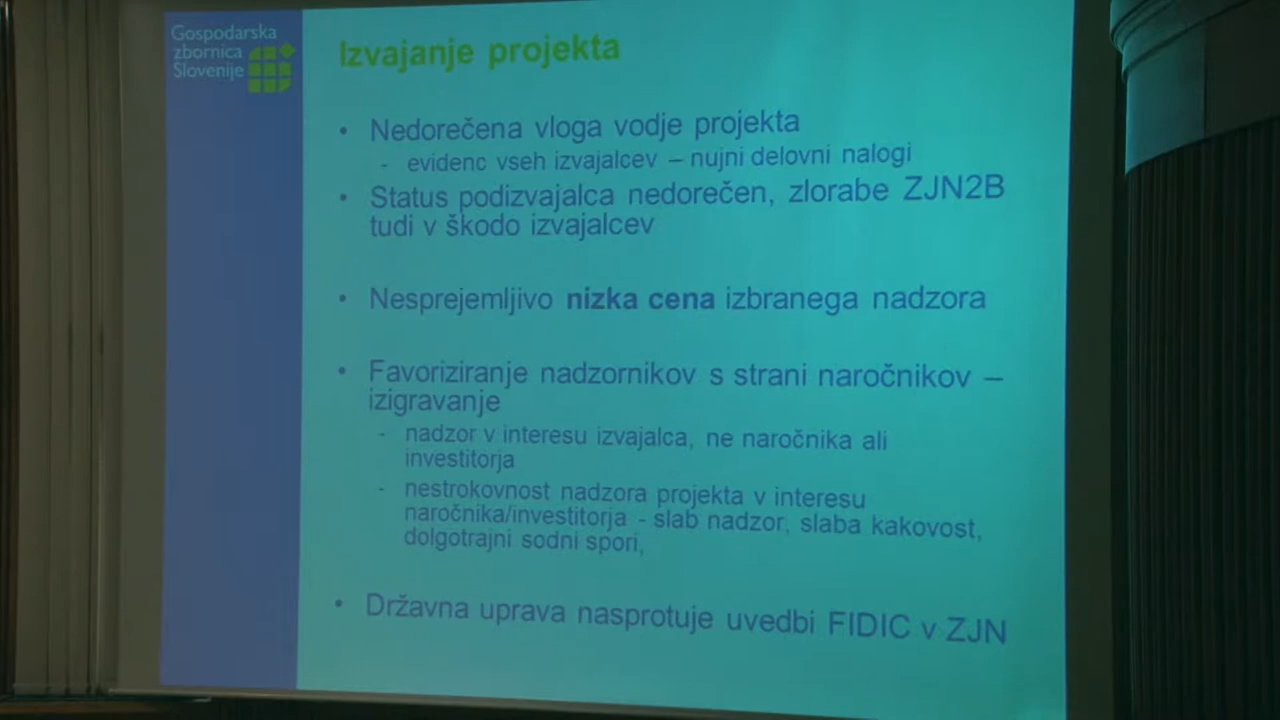 Gospodarska
zbornica
Slovenije
Izvajanje projekta
• Nedorečena vloga vodje projekta
- evidenc vseh izvajalcev – nujni delovni nalogi
• Status podizvajalca nedorečen, zlorabe ZJN2B
tudi v škodo izvajalcev
• Nesprejemljivo nizka cena izbranega nadzora
• Favoriziranje nadzornikov s strani naročnikov –
izigravanje
- nadzor v interesu izvajalca, ne naročnika ali
investitorja
- nestrokovnost nadzora projekta v interesu
naročnika/investitorja - slab nadzor, slaba kakovost,
dolgotrajni sodni spori,
• Državna uprava nasprotuje uvedbi FIDIC v ZJN